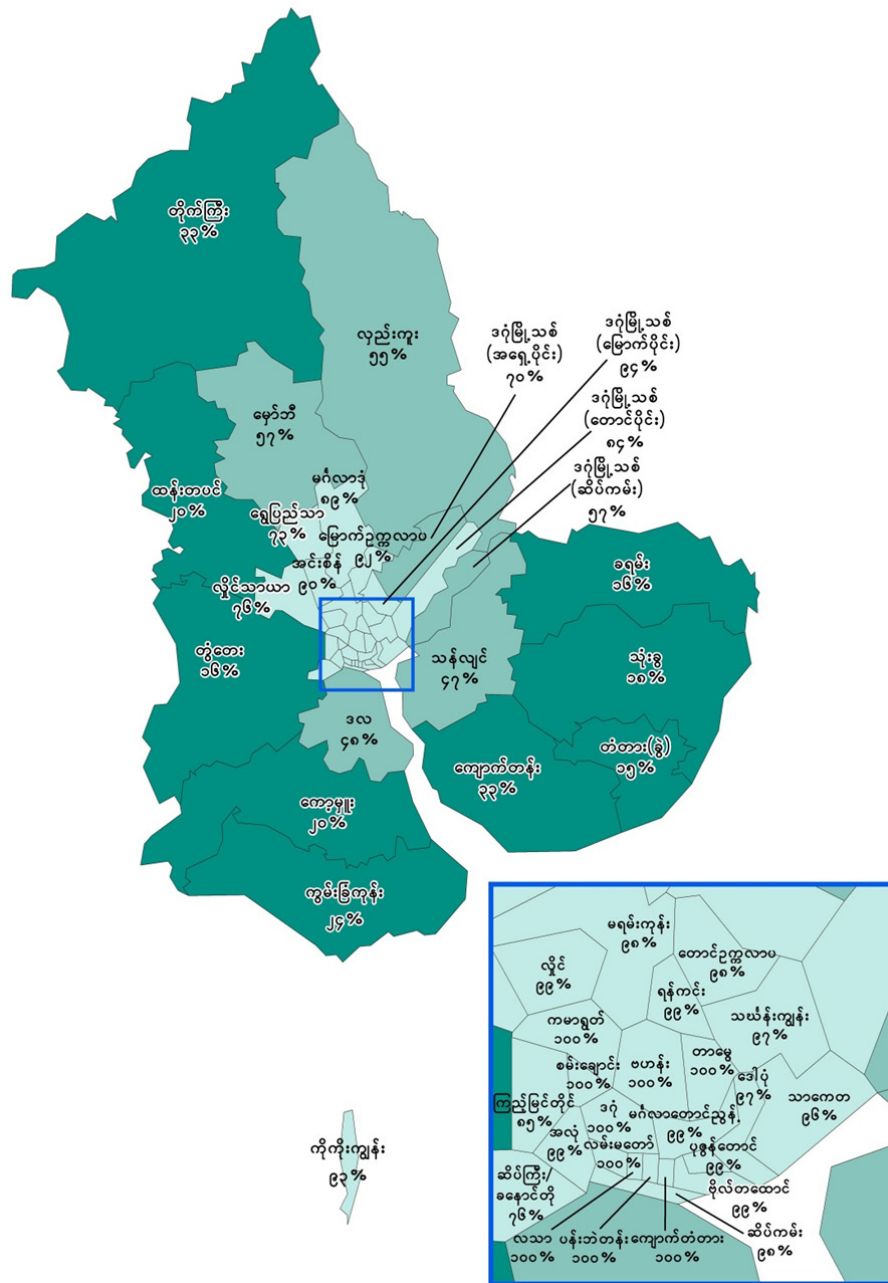 တိုက်ကြီး
၃၃%
လှည်းကူး
၅၅%
ဒဂုံမြို့သစ်
(အရှေ့ပိုင်း)
၇၀%
ဒဂုံမြို့သစ်
(မြောက်ပိုင်း)
၉၄%
ဒဂုံမြို့သစ်
(တောင်ပိုင်း)
၈၄%
ဒဂုံမြို့သစ်
(ဆိပ်ကမ်း)
၅၇%
မှော်ဘီ
၅၇%
မင်္ဂလာဒုံ
၈၉%
ထန်းတပင်
၂၀%
ရွှေပြည်သာ
၇၃%
မြောက်ဥက္ကလာပ
၉၂%
အင်းစိန်
၉၀%
လှိုင်သာယာ
၇၆%
ခရမ်း
၁၆%
တွံတေး
၁၆%
သန်လျင်
၄၇%
သုံးခွ
၁၈%
ဒလ
၄၈%
တံတား(ခွဲ)
၁၅%
ကျောက်တန်း
၃၃%
ကော့မှူး
၂၀%
ကွမ်းခြံကုန်း
၂၄%
မရမ်းကုန်း
၉၈%
တောင်ဥက္ကလာပ
၉၈%
လှိုင်
၉၉%
ရန်ကင်း
၉၉%
သင်္ဃန်းကျွန်း
၉၇%
ကမာရွတ်
၁၀၀%
တာမွေ
၁၀၀%
စမ်းချောင်း
၁၀၀%
ဗဟန်း
၁၀၀%
ဒေါပုံ
၉၇%
သာကေတ
၉၆%
ကြည့်မြင်တိုင်
၈၅%
ဒဂုံ
၁၀၀%
မင်္ဂလာတောင်ညွန့်
၉၉%
အလုံ
၉၉%
လမ်းမတော်
၁၀၀%
ပုဇွန်တောင်
၉၉%
ဆိပ်ကြီး/
ခနောင်တို
၇၆%
ဗိုလ်တထောင်
၉၉%
ဆိပ်ကမ်း
၉၈%
လသာ
၁၀၀%
ပန်းဘဲတန်း
၁၀၀%
ကျောက်တံတား
၁၀၀%
ကိုကိုးကျွန်း
၉၃%